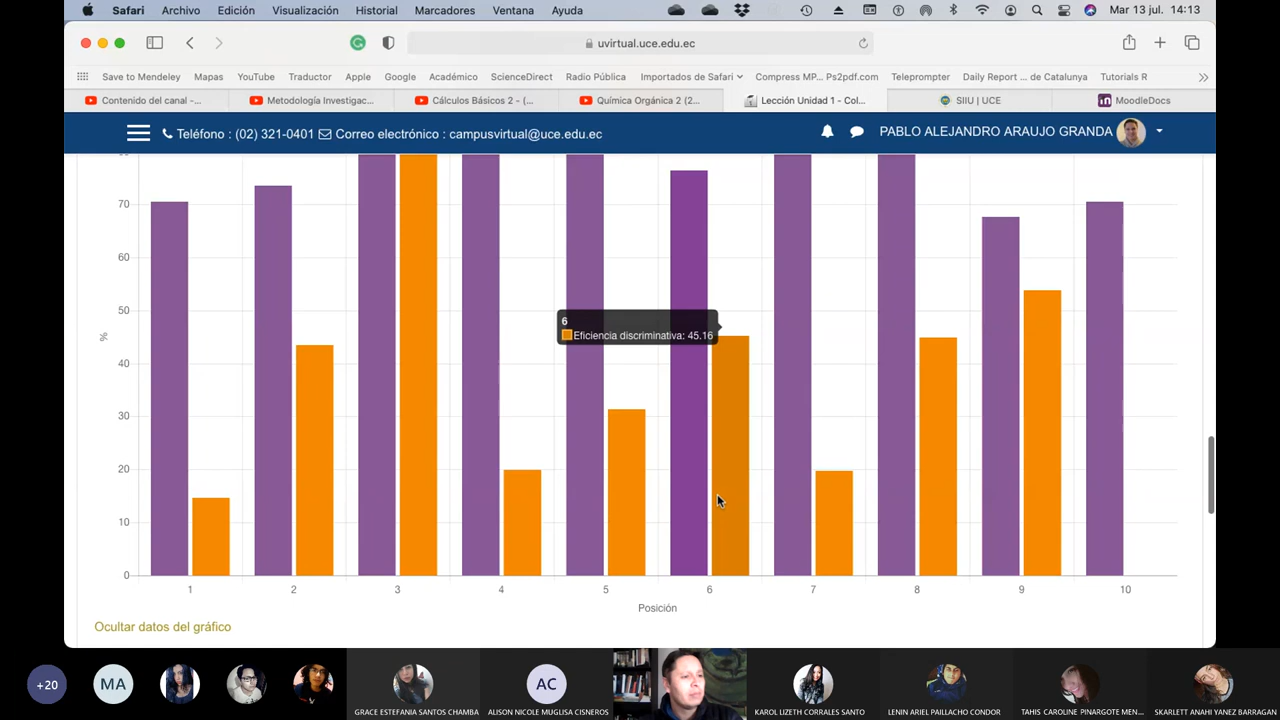 Safari Archivo Edición Visualización Historial Marcadores Ventana Ayuda Mar 13 jul. 14:13
uvirtual.uce.edu.ec
Save to Mendeley Mapas YouTube Traductor Apple Google Académico ScienceDirect Radio Pública Importados de Safari Compress MP... Ps2pdf.com Teleprompter Daily Report ... de Catalunya Tutorials R
Contenido del canal -... Metodología Investigac... Cálculos Básicos 2 - (... Química Orgánica 2 (2... Lección Unidad 1 - Col... SIIU | UCE MoodleDocs
Teléfono : (02) 321-0401 Correo electrónico : campusvirtual@uce.edu.ec PABLO ALEJANDRO ARAUJO GRANDA
70
60
50
6
Eficiencia discriminativa: 45.16
%
40
30
20
10
0
1 2 3 4 5 6 7 8 9 10
Posición
Ocultar datos del gráfico
+20 MA AC
GRACE ESTEFANIA SANTOS CHAMBA ALISON NICOLE MUGLISA CISNEROS KAROL LIZETH CORRALES SANTO LENIN ARIEL PAILLACHO CONDOR TAHIS CAROLINE PINARGOTE MEN... SKARLETT ANAHI YANEZ BARRAGAN